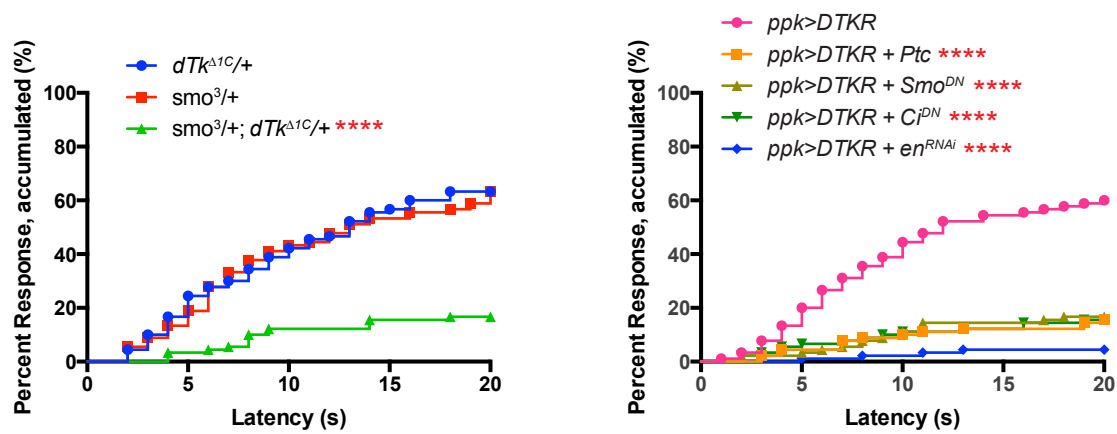 dTk^Δ1C/+
smo³/+
smo³/+; dTk^Δ1C/+ ****
Percent Response, accumulated (%)
100
80
60
40
20
0
0 5 10 15 20
Latency (s)
ppk>DTKR
ppk>DTKR + Ptc ****
ppk>DTKR + Smo^DN ****
ppk>DTKR + Ci^DN ****
ppk>DTKR + en^RNAi ****
Percent Response, accumulated (%)
100
80
60
40
20
0
0 5 10 15 20
Latency (s)